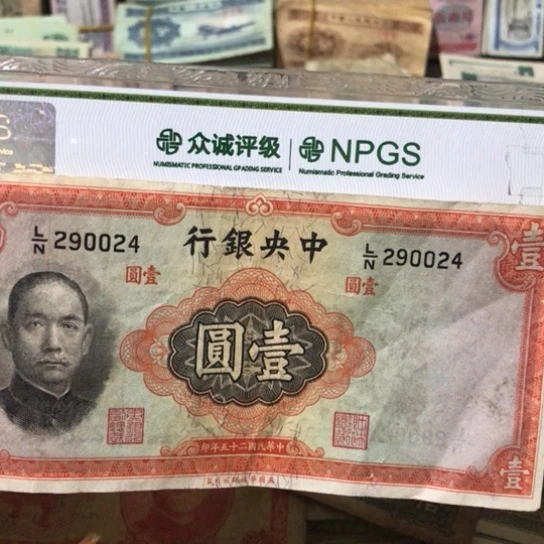 众诚评级 NPGS
NUMISMATIC PROFESSIONAL GRADING SERVICE Numismatic Professional Grading Service
L/N 290024 中央銀行 L/N 290024 壹
壹圓 壹圓
壹圓
中華民國二十五年印
壹